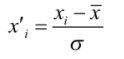 x'ᵢ = (xᵢ − x̄) / σ